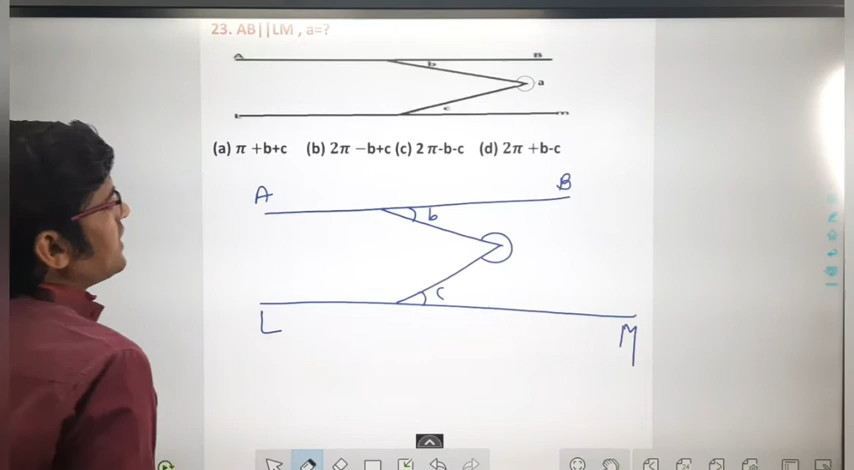 23. AB||LM , a=?
A B
b
a
c
L m
(a) π +b+c (b) 2π −b+c (c) 2 π-b-c (d) 2π +b-c
A B
b
c
L M